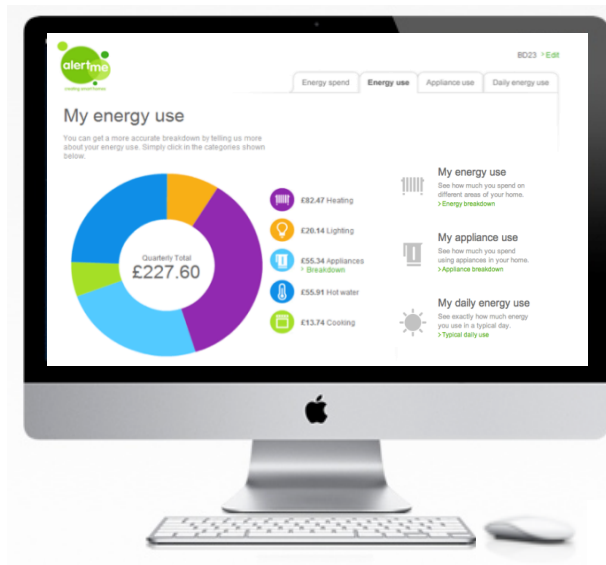 alertme
creating smart homes
BD23 › Edit
Energy spend
Energy use
Appliance use
Daily energy use
My energy use
You can get a more accurate breakdown by telling us more
about your energy use. Simply click in the categories shown
below.
Quarterly Total
£227.60
£82.47 Heating
£20.14 Lighting
£55.34 Appliances
› Breakdown
£55.91 Hot water
£13.74 Cooking
My energy use
See how much you spend on
different areas of your home.
> Energy breakdown
My appliance use
See how much you spend
using appliances in your home.
> Appliance breakdown
My daily energy use
See exactly how much energy
you use in a typical day.
> Typical daily use